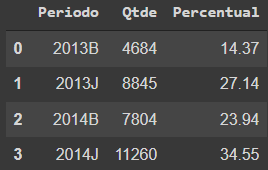 Periodo Qtde Percentual
0 2013B 4684 14.37
1 2013J 8845 27.14
2 2014B 7804 23.94
3 2014J 11260 34.55